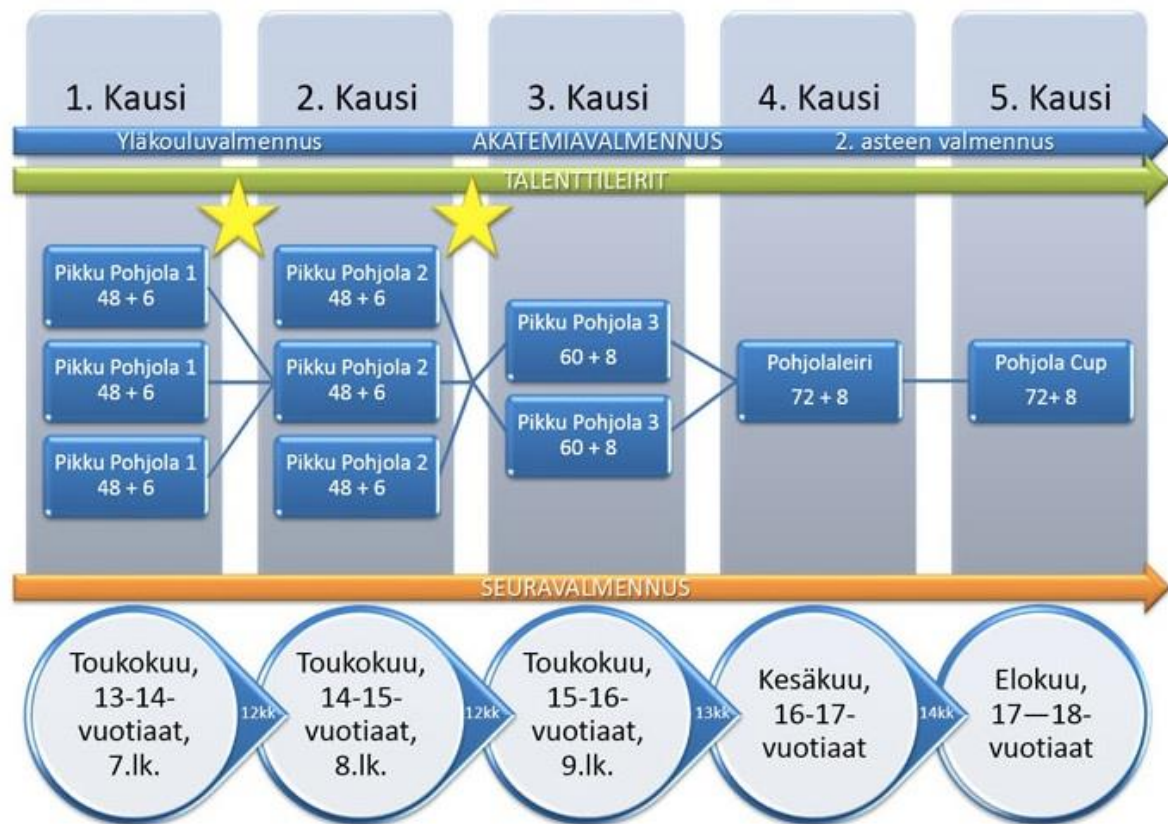 1. Kausi
2. Kausi
3. Kausi
4. Kausi
5. Kausi
Yläkouluvalmennus
AKATEMIAVALMENNUS
2. asteen valmennus
TALENTTILEIRIT
Pikku Pohjola 1
48 + 6
Pikku Pohjola 1
48 + 6
Pikku Pohjola 1
48 + 6
Pikku Pohjola 2
48 + 6
Pikku Pohjola 2
48 + 6
Pikku Pohjola 2
48 + 6
Pikku Pohjola 3
60 + 8
Pikku Pohjola 3
60 + 8
Pohjolaleiri
72 + 8
Pohjola Cup
72+ 8
SEURAVALMENNUS
Toukokuu,
13-14-
vuotiaat,
7.lk.
12kk
Toukokuu,
14-15-
vuotiaat,
8.lk.
12kk
Toukokuu,
15-16-
vuotiaat,
9.lk.
13kk
Kesäkuu,
16-17-
vuotiaat
14kk
Elokuu,
17—18-
vuotiaat